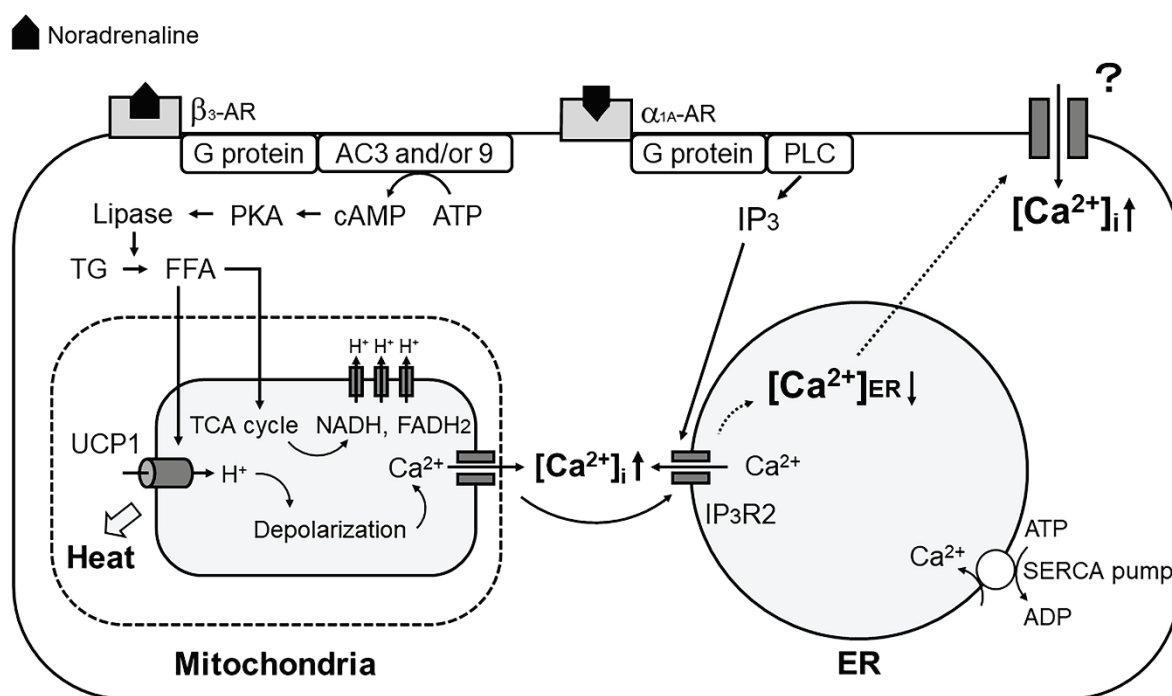 Noradrenaline
?
β3-AR
α1A-AR
G protein
AC3 and/or 9
G protein
PLC
Lipase
PKA
cAMP
ATP
IP3
[Ca2+]i
TG
FFA
H+
H+
H+
[Ca2+]ER
TCA cycle
NADH, FADH2
UCP1
H+
Ca2+
[Ca2+]i
Ca2+
IP3R2
Depolarization
Heat
ATP
Ca2+
SERCA pump
ADP
Mitochondria
ER